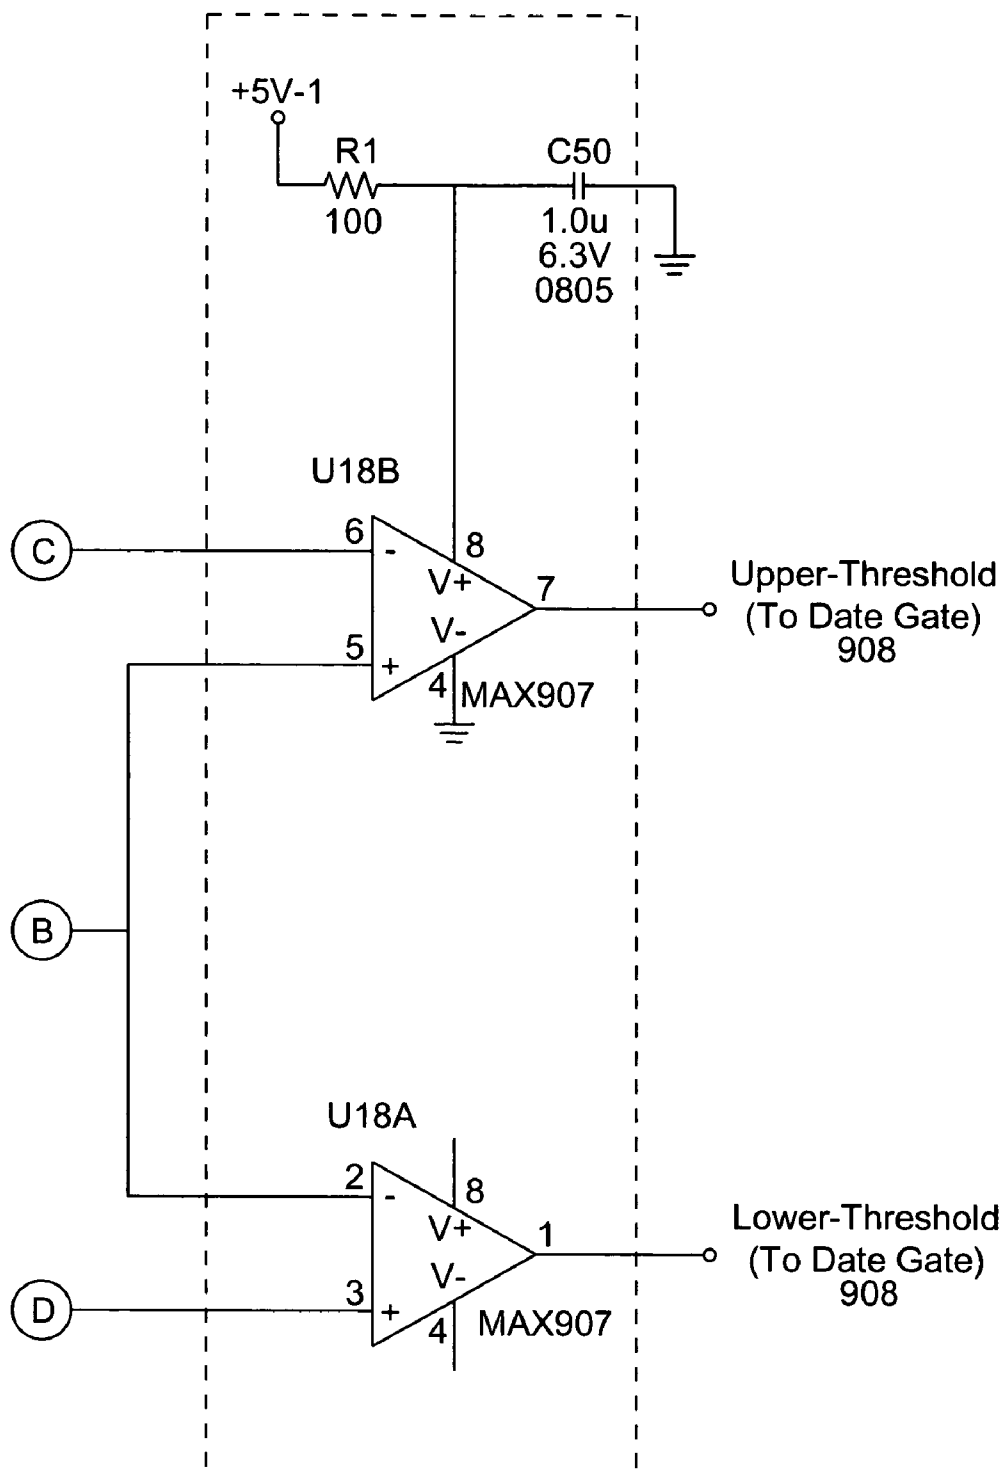 +5V-1
R1
100
C50
1.0u
6.3V
0805
U18B
C
6
-
8
V+
7
V-
5
+
4
MAX907
Upper-Threshold
(To Date Gate)
908
B
U18A
2
-
8
V+
1
V-
3
+
4
MAX907
D
Lower-Threshold
(To Date Gate)
908